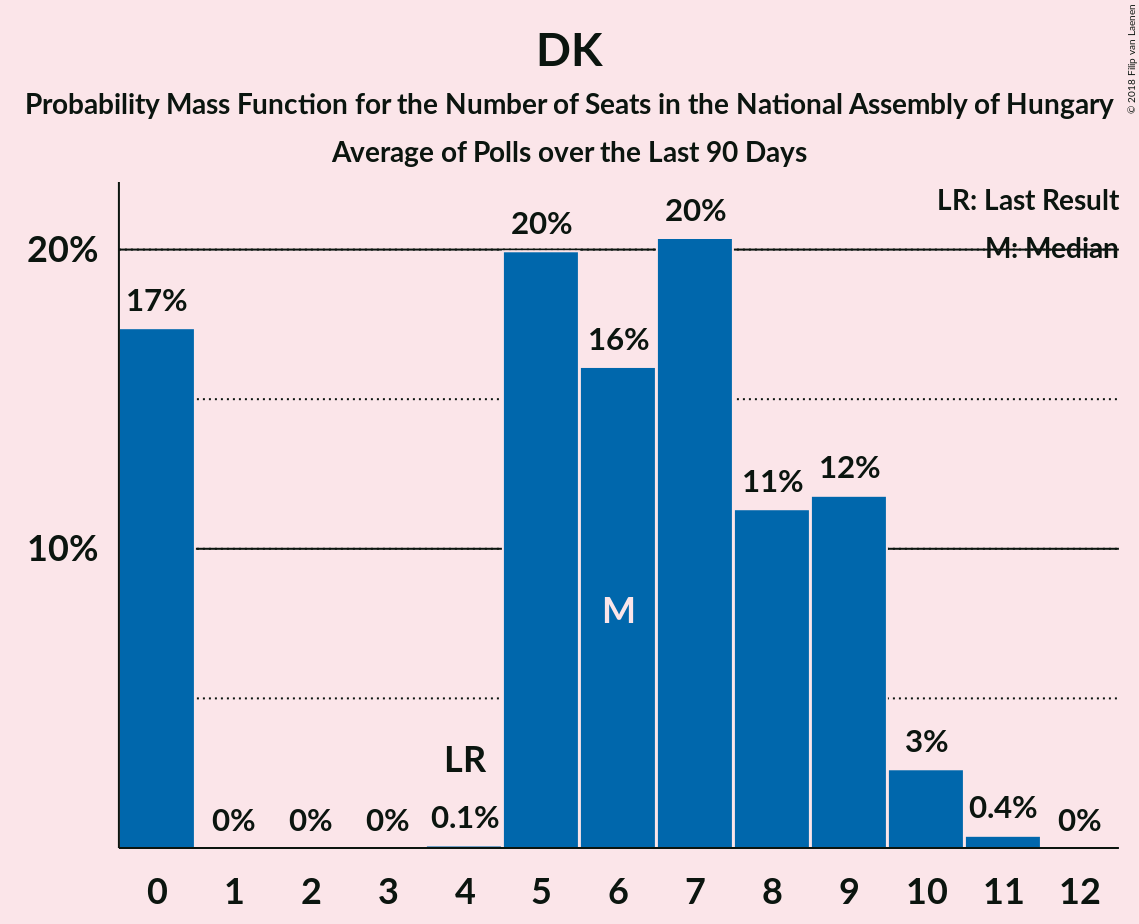 DK
Probability Mass Function for the Number of Seats in the National Assembly of Hungary
Average of Polls over the Last 90 Days
© 2018 Filip van Laenen
LR: Last Result
M: Median
20%
10%
17%
0%
0%
0%
LR
0.1%
20%
16%
M
20%
11%
12%
3%
0.4%
0%
0 1 2 3 4 5 6 7 8 9 10 11 12